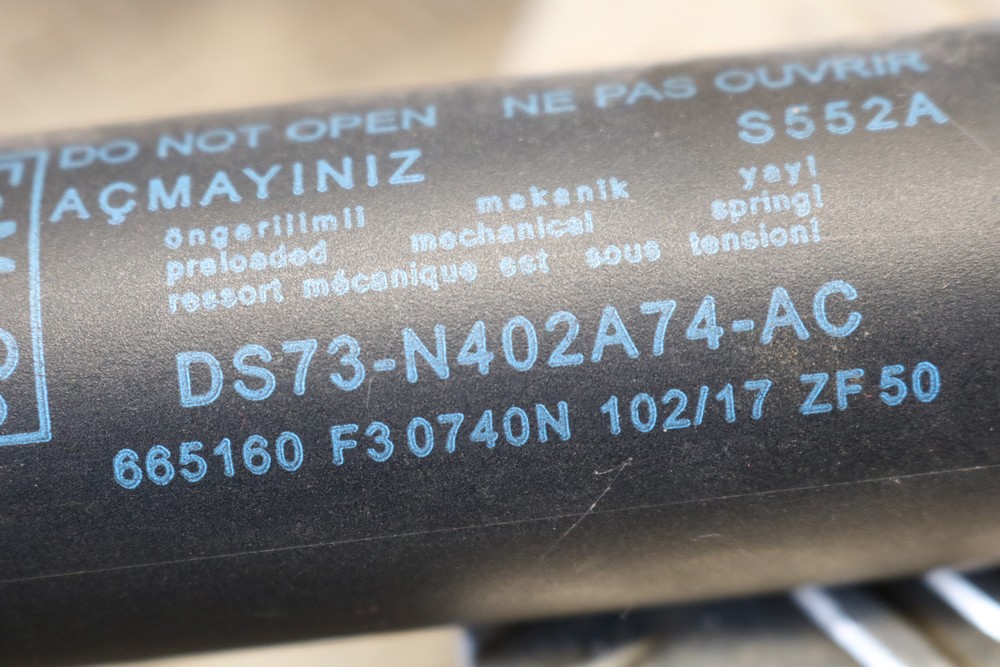 DO NOT OPEN NE PAS OUVRIR
AÇMAYINIZ S552A
öngerilimli mekanik yayi
preloaded mechanical spring!
ressort mécanique est sous tension!
DS73-N402A74-AC
665160 F3 0740N 102/17 ZF 50